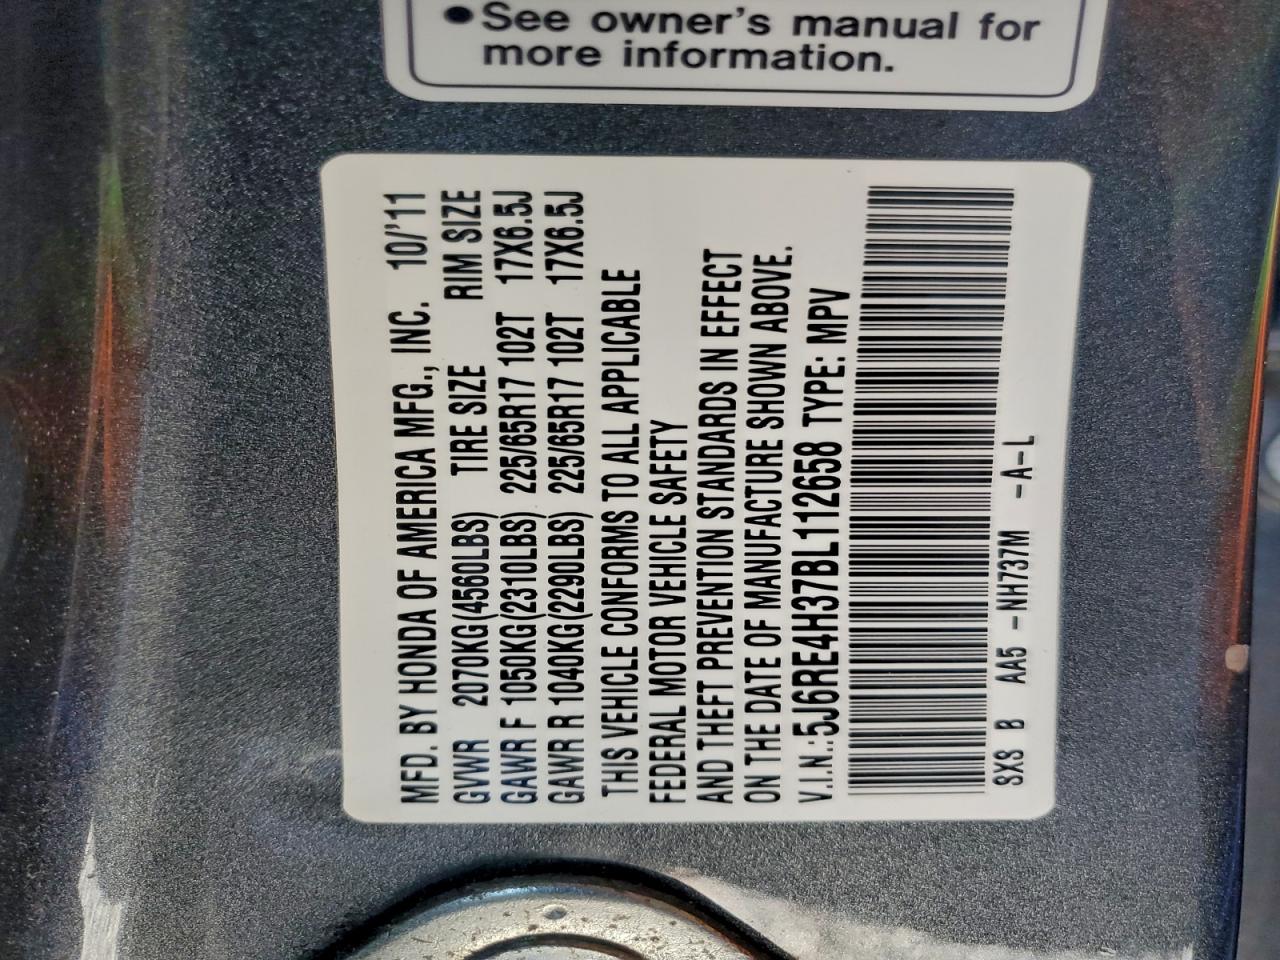 ● See owner's manual for
more information.
MFD. BY HONDA OF AMERICA MFG., INC. 10/'11
GVWR 2070KG(4560LBS) TIRE SIZE RIM SIZE
GAWR F 1050KG(2310LBS) 225/65R17 102T 17X6.5J
GAWR R 1040KG(2290LBS) 225/65R17 102T 17X6.5J
THIS VEHICLE CONFORMS TO ALL APPLICABLE
FEDERAL MOTOR VEHICLE SAFETY
AND THEFT PREVENTION STANDARDS IN EFFECT
ON THE DATE OF MANUFACTURE SHOWN ABOVE.
V.I.N.:5J6RE4H37BL112658 TYPE: MPV
SXS B AA5 -NH737M -A-L